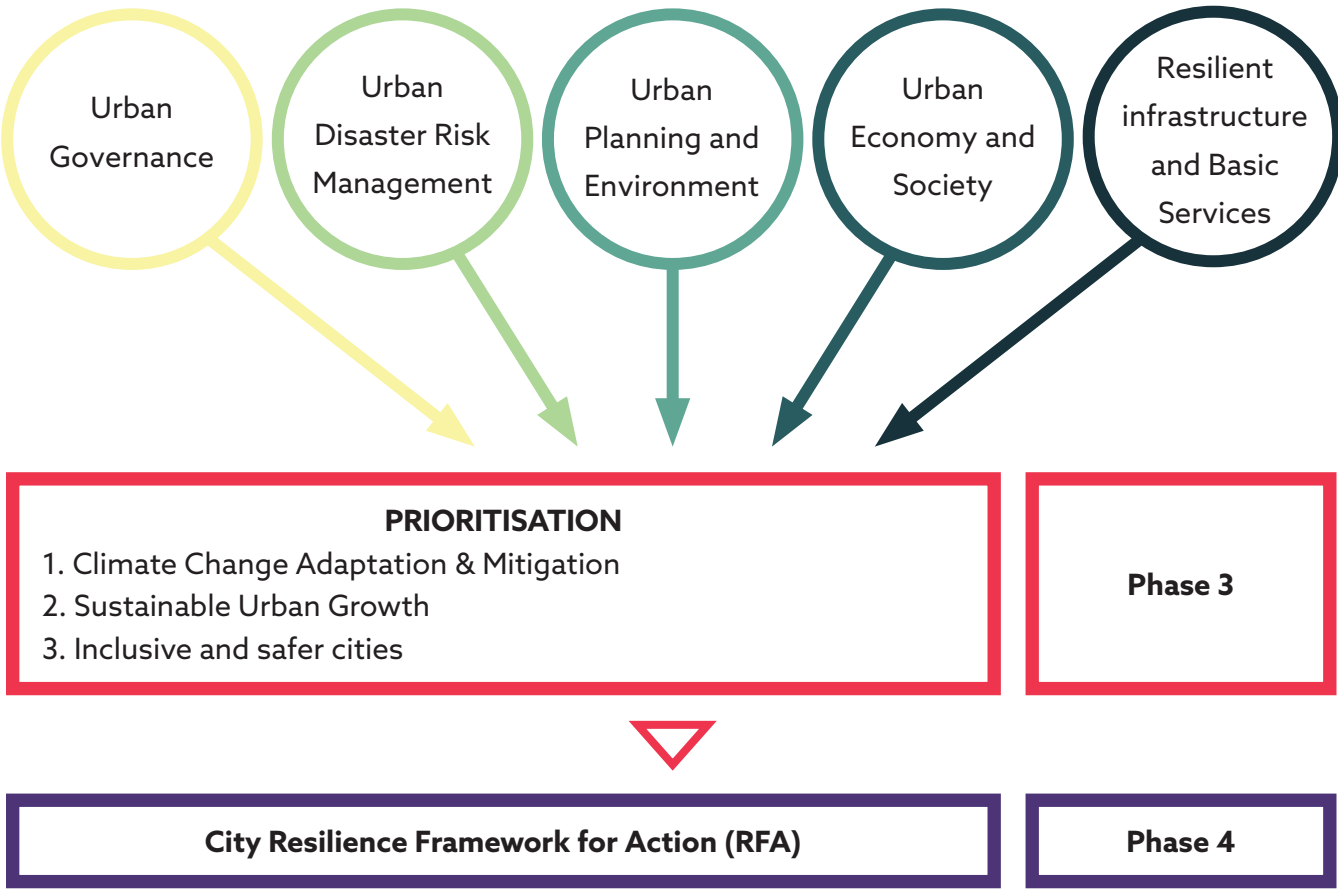 Urban
Governance
Urban
Disaster Risk
Management
Urban
Planning and
Environment
Urban
Economy and
Society
Resilient
infrastructure
and Basic
Services
PRIORITISATION
1. Climate Change Adaptation & Mitigation
2. Sustainable Urban Growth
3. Inclusive and safer cities
Phase 3
City Resilience Framework for Action (RFA)
Phase 4